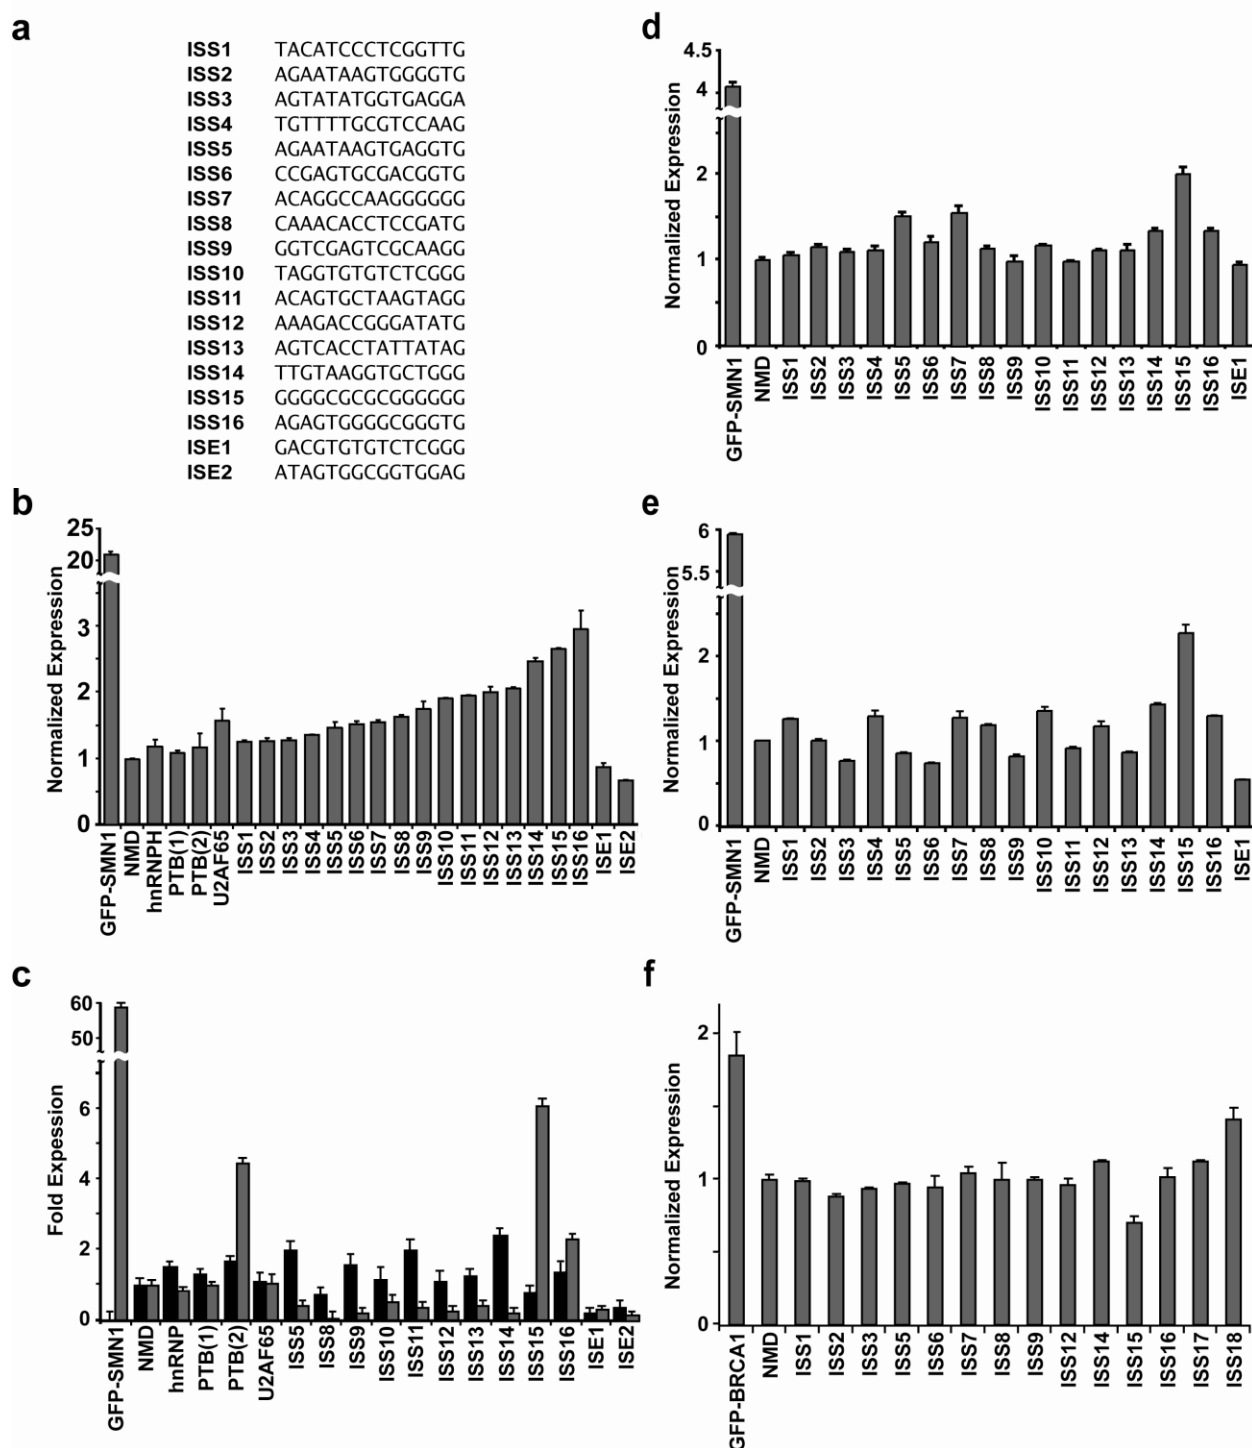 a
ISS1 TACATCCCTCGGTTG
ISS2 AGAATAAGTGGGGTG
ISS3 AGTATATGGTGAGGA
ISS4 TGTTTTGCGTCCAAG
ISS5 AGAATAAGTGAGGTG
ISS6 CCGAGTGCGACGGTG
ISS7 ACAGGCCAAGGGGGG
ISS8 CAAACACCTCCGATG
ISS9 GGTCGAGTCGCAAGG
ISS10 TAGGTGTGTCTCGGG
ISS11 ACAGTGCTAAGTAGG
ISS12 AAAGACCGGGATATG
ISS13 AGTCACCTATTATAG
ISS14 TTGTAAGGTGCTGGG
ISS15 GGGGCGCGCGGGGGG
ISS16 AGAGTGGGGCGGGTG
ISE1 GACGTGTGTCTCGGG
ISE2 ATAGTGGCGGTGGAG
b
Normalized Expression
25
20
3
2
1
0
GFP-SMN1
NMD
hnRNPH
PTB(1)
PTB(2)
U2AF65
ISS1
ISS2
ISS3
ISS4
ISS5
ISS6
ISS7
ISS8
ISS9
ISS10
ISS11
ISS12
ISS13
ISS14
ISS15
ISS16
ISE1
ISE2
c
Fold Expession
60
50
6
4
2
0
GFP-SMN1
NMD
hnRNP
PTB(1)
PTB(2)
U2AF65
ISS5
ISS8
ISS9
ISS10
ISS11
ISS12
ISS13
ISS14
ISS15
ISS16
ISE1
ISE2
d
Normalized Expression
4.5
4
2
1
0
GFP-SMN1
NMD
ISS1
ISS2
ISS3
ISS4
ISS5
ISS6
ISS7
ISS8
ISS9
ISS10
ISS11
ISS12
ISS13
ISS14
ISS15
ISS16
ISE1
e
Normalized Expression
6
5.5
2
1
0
GFP-SMN1
NMD
ISS1
ISS2
ISS3
ISS4
ISS5
ISS6
ISS7
ISS8
ISS9
ISS10
ISS11
ISS12
ISS13
ISS14
ISS15
ISS16
ISE1
f
Normalized Expression
2
1
0
GFP-BRCA1
NMD
ISS1
ISS2
ISS3
ISS5
ISS6
ISS7
ISS8
ISS9
ISS12
ISS14
ISS15
ISS16
ISS17
ISS18